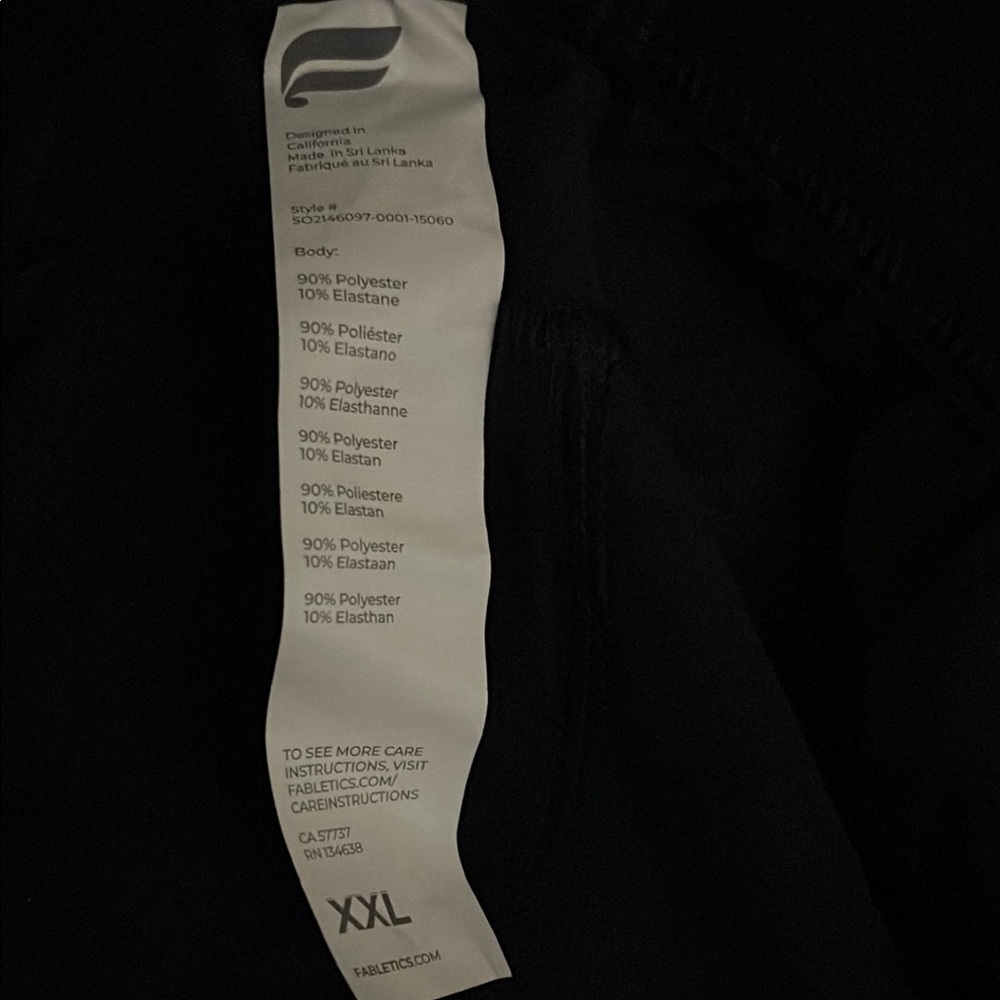 Designed in
California
Made in Sri Lanka
Fabriqué au Sri Lanka
Style #
SO2146097-0001-15060
Body:
90% Polyester
10% Elastane
90% Poliéster
10% Elastano
90% Polyester
10% Elasthanne
90% Polyester
10% Elastan
90% Poliestere
10% Elastan
90% Polyester
10% Elastaan
90% Polyester
10% Elasthan
TO SEE MORE CARE
INSTRUCTIONS, VISIT
FABLETICS.COM/
CAREINSTRUCTIONS
CA 57737
RN 134638
XXL
FABLETICS.COM